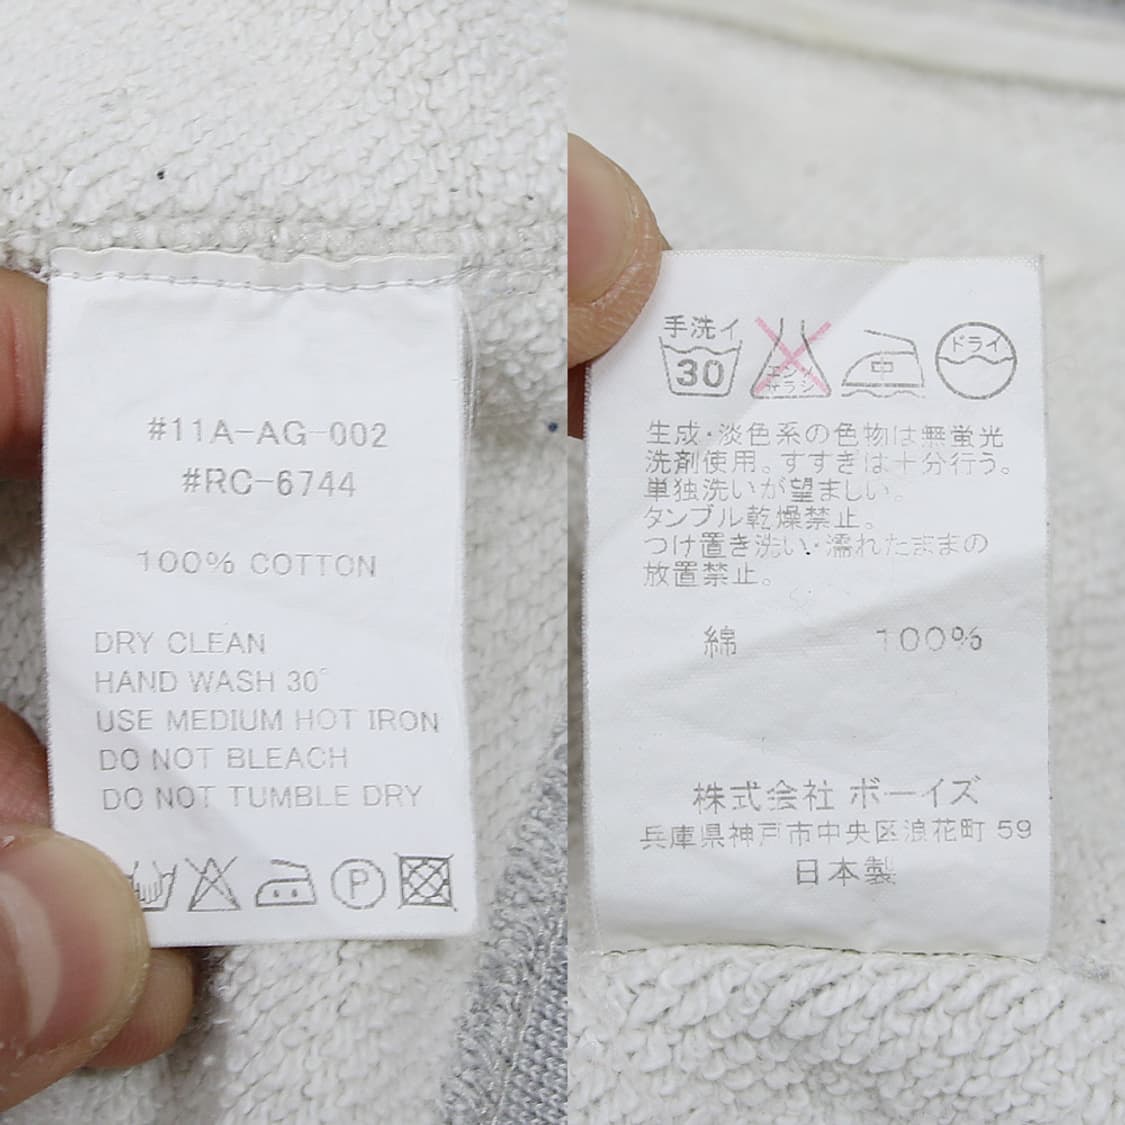 #11A-AG-002
#RC-6744
100% COTTON
DRY CLEAN
HAND WASH 30°
USE MEDIUM HOT IRON
DO NOT BLEACH
DO NOT TUMBLE DRY
P
手洗イ
30
エンソ
サラシ
中
ドライ
生成・淡色系の色物は無蛍光
洗剤使用。すすぎは十分行う。
単独洗いが望ましい。
タンブル乾燥禁止。
つけ置き洗い・濡れたままの
放置禁止。
綿 100%
株式会社 ボーイズ
兵庫県神戸市中央区浪花町 59
日本製